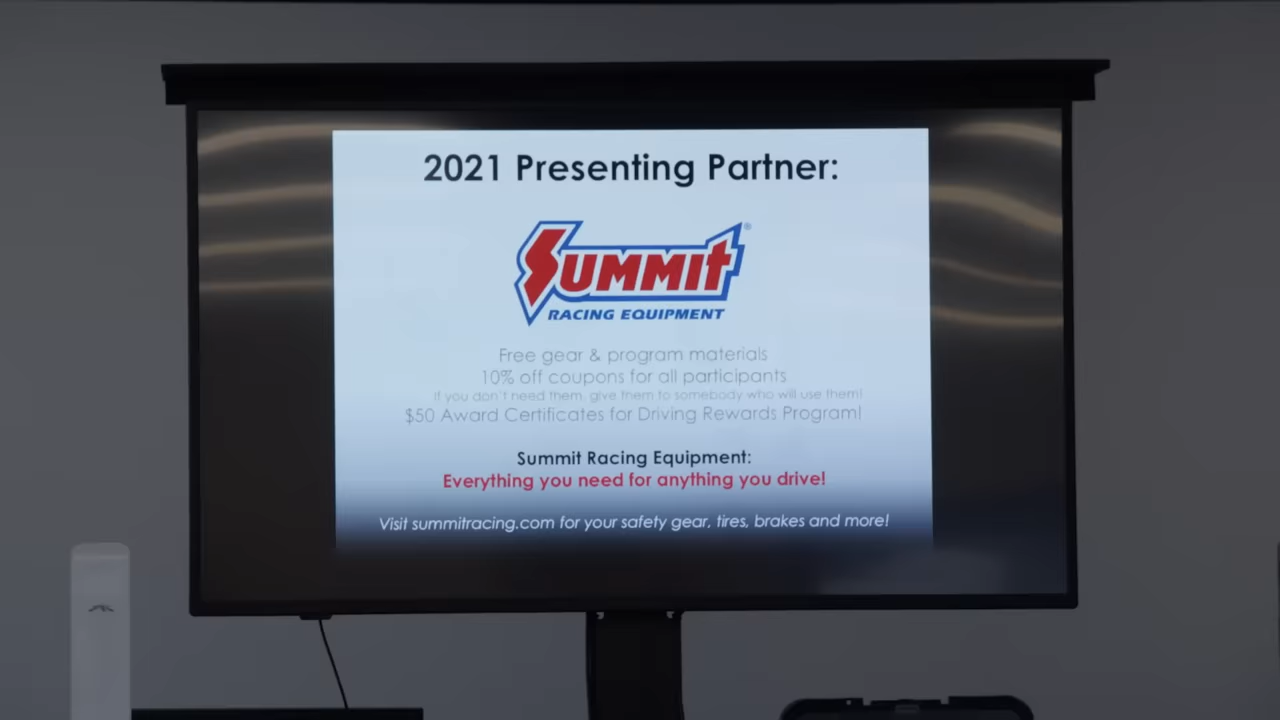 2021 Presenting Partner:
SUMMIT®
RACING EQUIPMENT
Free gear & program materials
10% off coupons for all participants
If you don't need them, give them to somebody who will use them!
$50 Award Certificates for Driving Rewards Program!
Summit Racing Equipment:
Everything you need for anything you drive!
Visit summitracing.com for your safety gear, tires, brakes and more!